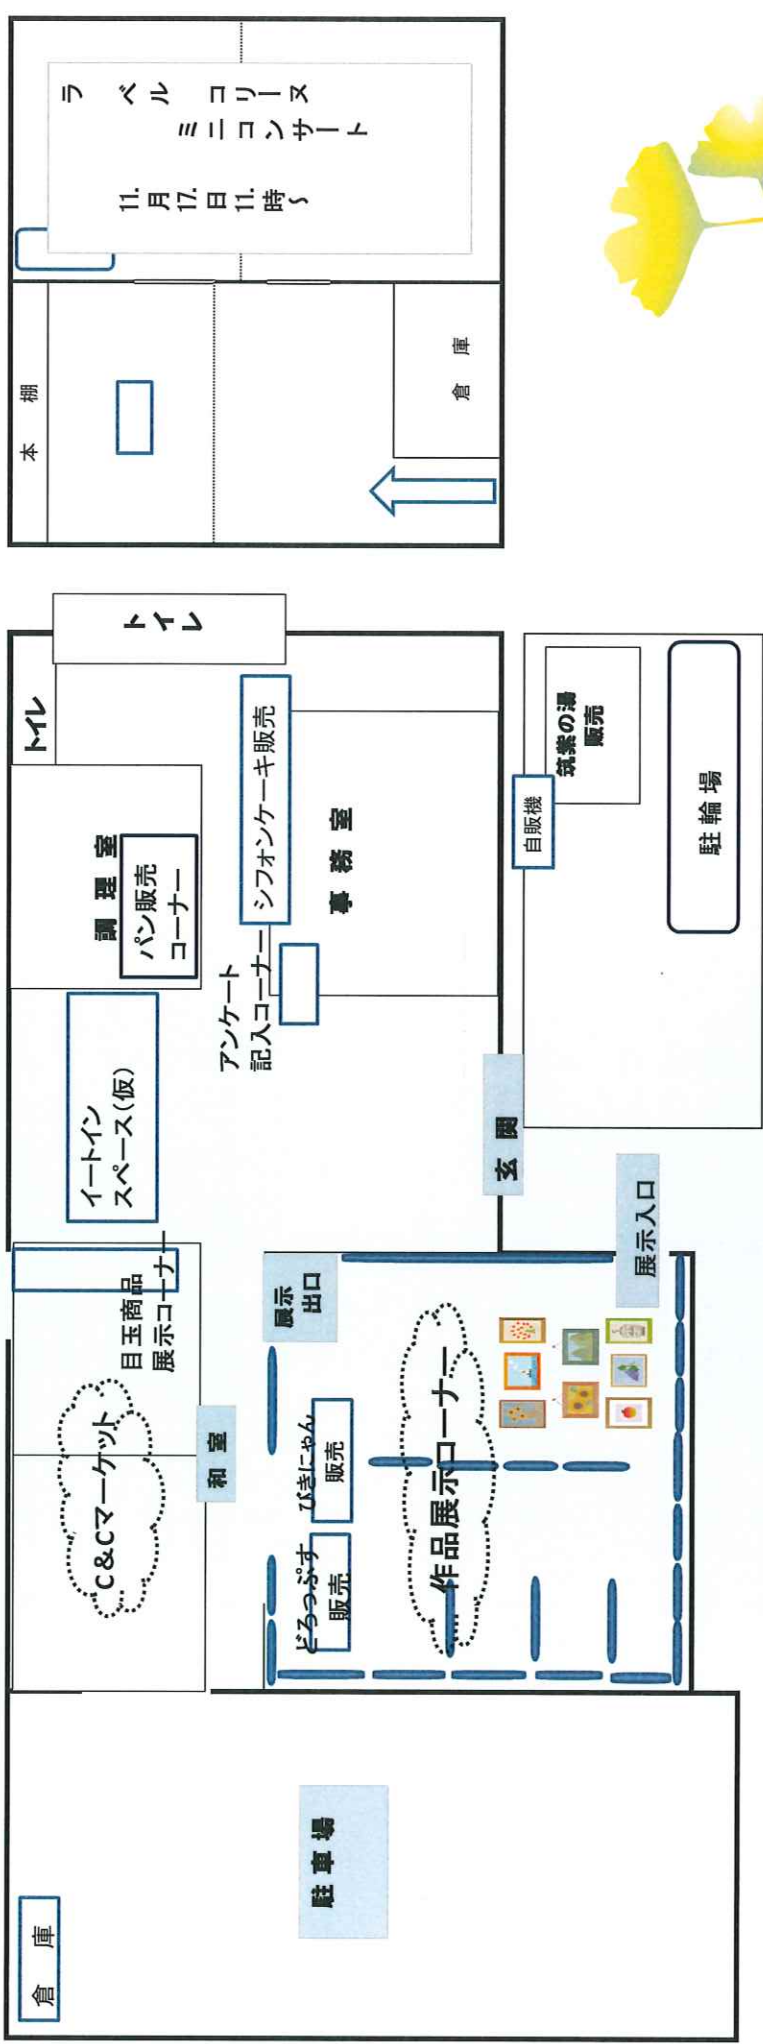 倉庫
駐車場
C&Cマーケット
目玉商品
展示コーナー
和室
どろっぷす
販売
びきにゃん
販売
作品展示コーナー
展示
出口
展示入口
玄関
イートイン
スペース(仮)
調理室
パン販売
コーナー
アンケート
記入コーナー
シフォンケーキ販売
事務室
トイレ
トイレ
自販機
筑紫の湯
販売
駐輪場
本棚
倉庫
ラ ベル コリーヌ
ミニコンサート
11.月17.日11.時~